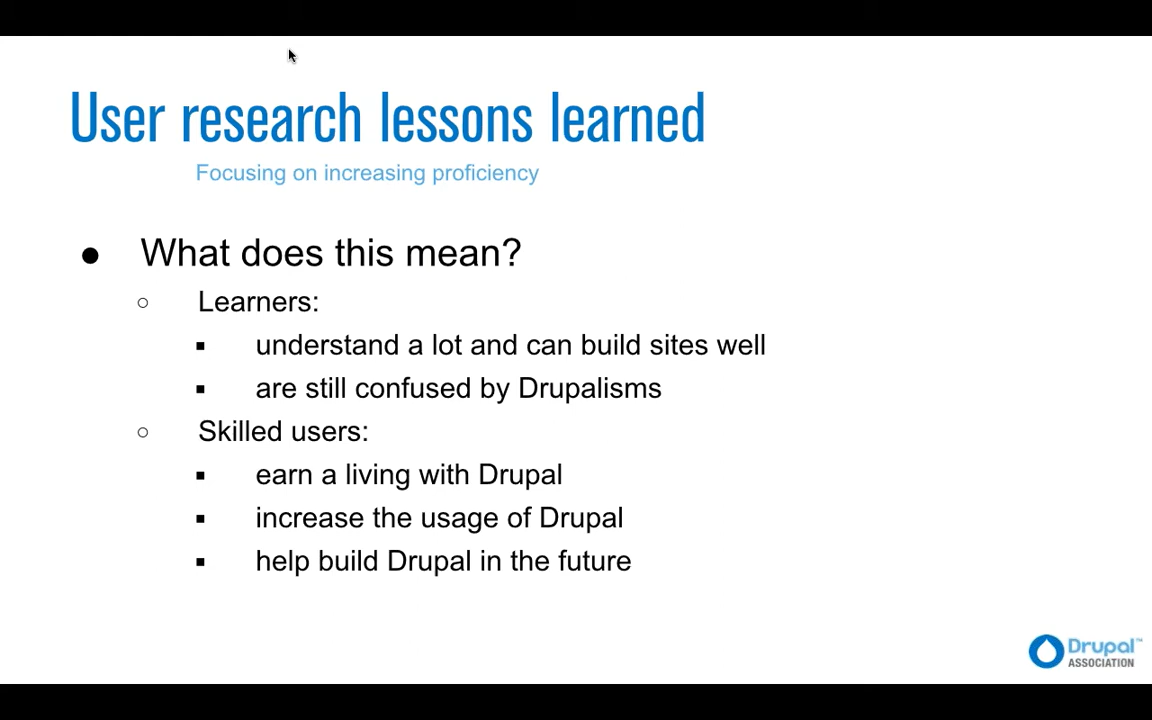 User research lessons learned
Focusing on increasing proficiency
● What does this mean?
○ Learners:
▪ understand a lot and can build sites well
▪ are still confused by Drupalisms
○ Skilled users:
▪ earn a living with Drupal
▪ increase the usage of Drupal
▪ help build Drupal in the future
Drupal™
ASSOCIATION